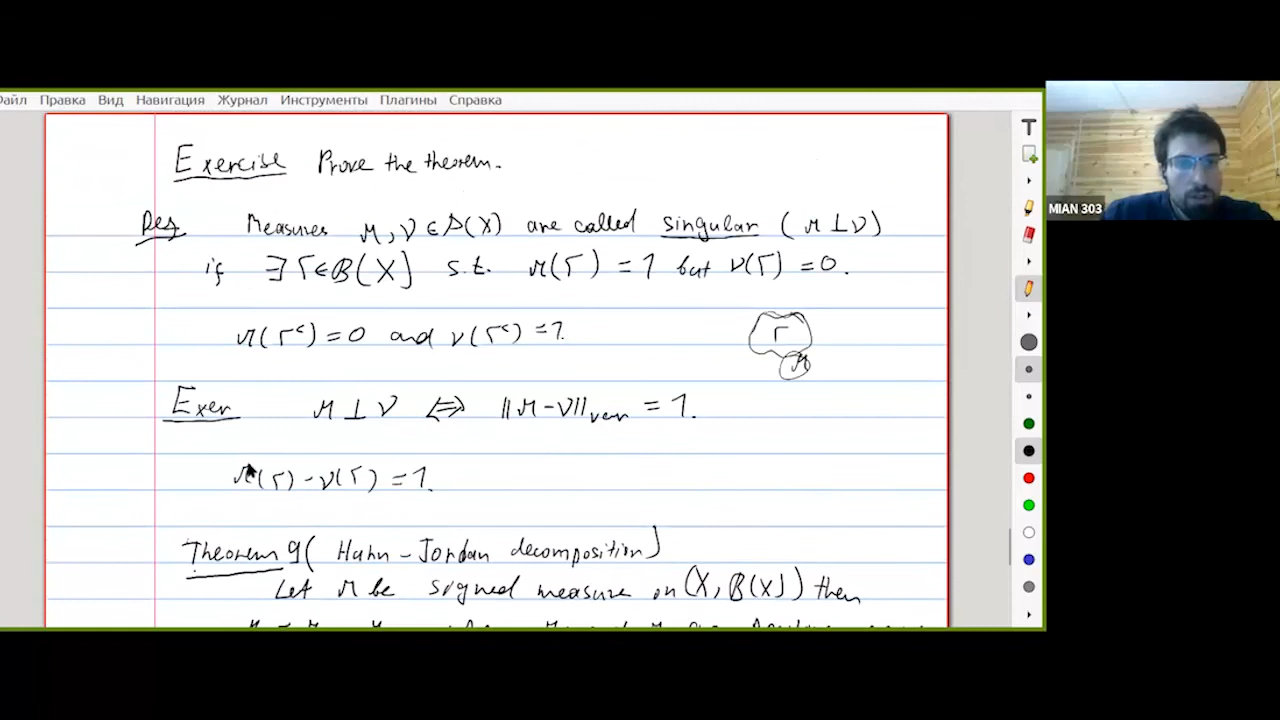 Файл Правка Вид Навигация Журнал Инструменты Плагины Справка
Exercise Prove the theorem.
Def Measures μ, ν ∈ P(X) are called singular (μ ⊥ ν)
if ∃ Γ ∈ B(X) s.t. μ(Γ) = 1 but ν(Γ) = 0.
μ(Γᶜ) = 0 and ν(Γᶜ) = 1.
Γ
μ
Exer μ ⊥ ν ⇔ ||μ - ν||var = 1.
μ(Γ) - ν(Γ) = 1.
Theorem 9 (Hahn-Jordan decomposition)
Let μ be signed measure on (X, B(X)) then
MIAN 303
T